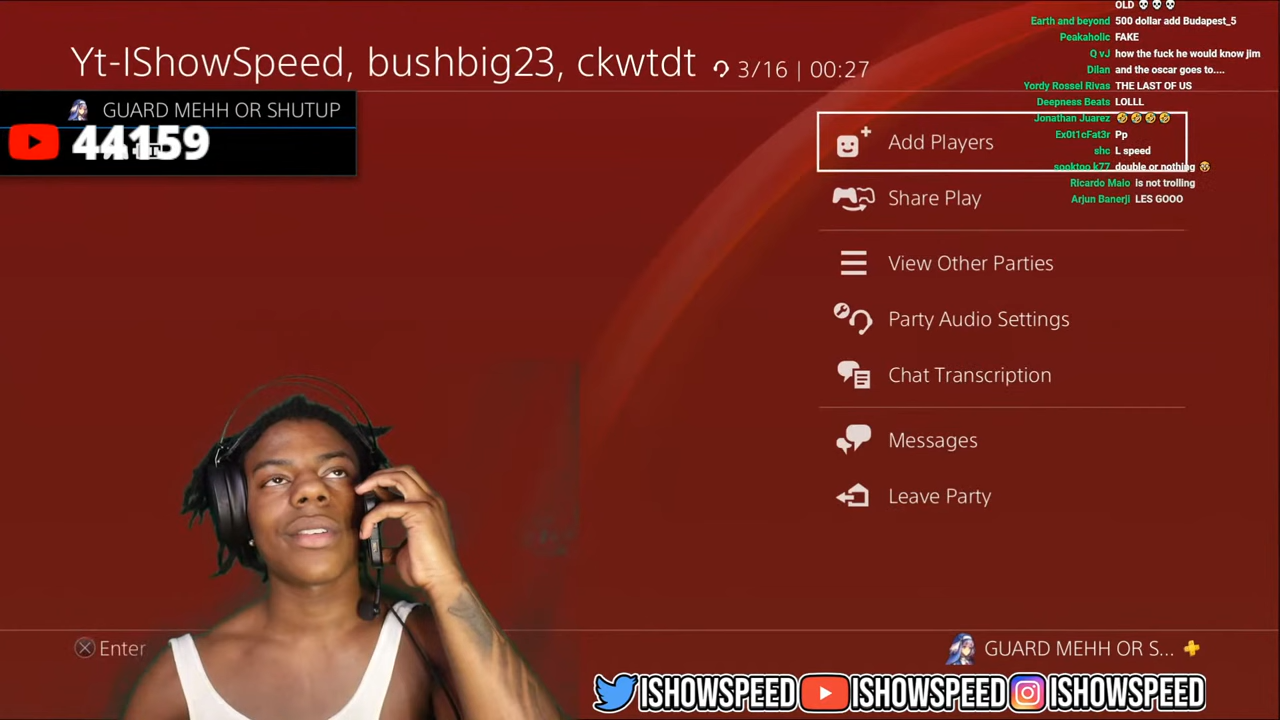 Yt-IShowSpeed, bushbig23, ckwtdt
3/16 | 00:27
GUARD MEHH OR SHUTUP
44159
OLD 💀💀💀
Earth and beyond 500 dollar add Budapest_5
Peakaholic FAKE
Q vJ how the fuck he would know jim
Dilan and the oscar goes to....
Yordy Rossel Rivas THE LAST OF US
Deepness Beats LOLLL
Jonathan Juarez 🤣🤣🤣🤣
Ex0t1cFat3r Pp
shc L speed
sooktoo k77 double or nothing
Ricardo Maio is not trolling
Arjun Banerji LES GOOO
Add Players
Share Play
View Other Parties
Party Audio Settings
Chat Transcription
Messages
Leave Party
Enter
GUARD MEHH OR S...
ISHOWSPEED ISHOWSPEED ISHOWSPEED